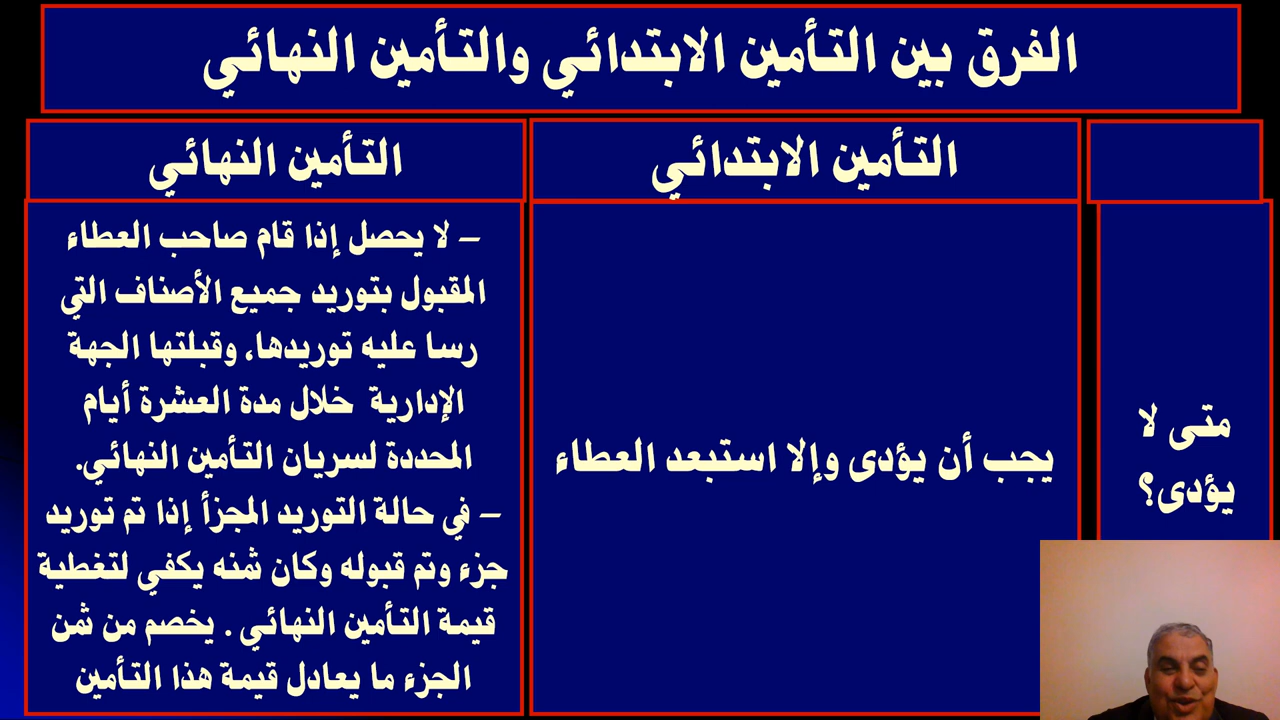 الفرق بين التأمين الابتدائي والتأمين النهائي
التأمين الابتدائي
التأمين النهائي
متى لا
يؤدى؟
يجب أن يؤدى وإلا استبعد العطاء
– لا يحصل إذا قام صاحب العطاء
المقبول بتوريد جميع الأصناف التي
رسا عليه توريدها، وقبلتها الجهة
الإدارية خلال مدة العشرة أيام
المحددة لسريان التأمين النهائي.
– في حالة التوريد المجزأ إذا تم توريد
جزء وتم قبوله وكان ثمنه يكفي لتغطية
قيمة التأمين النهائي . يخصم من ثمن
الجزء ما يعادل قيمة هذا التأمين